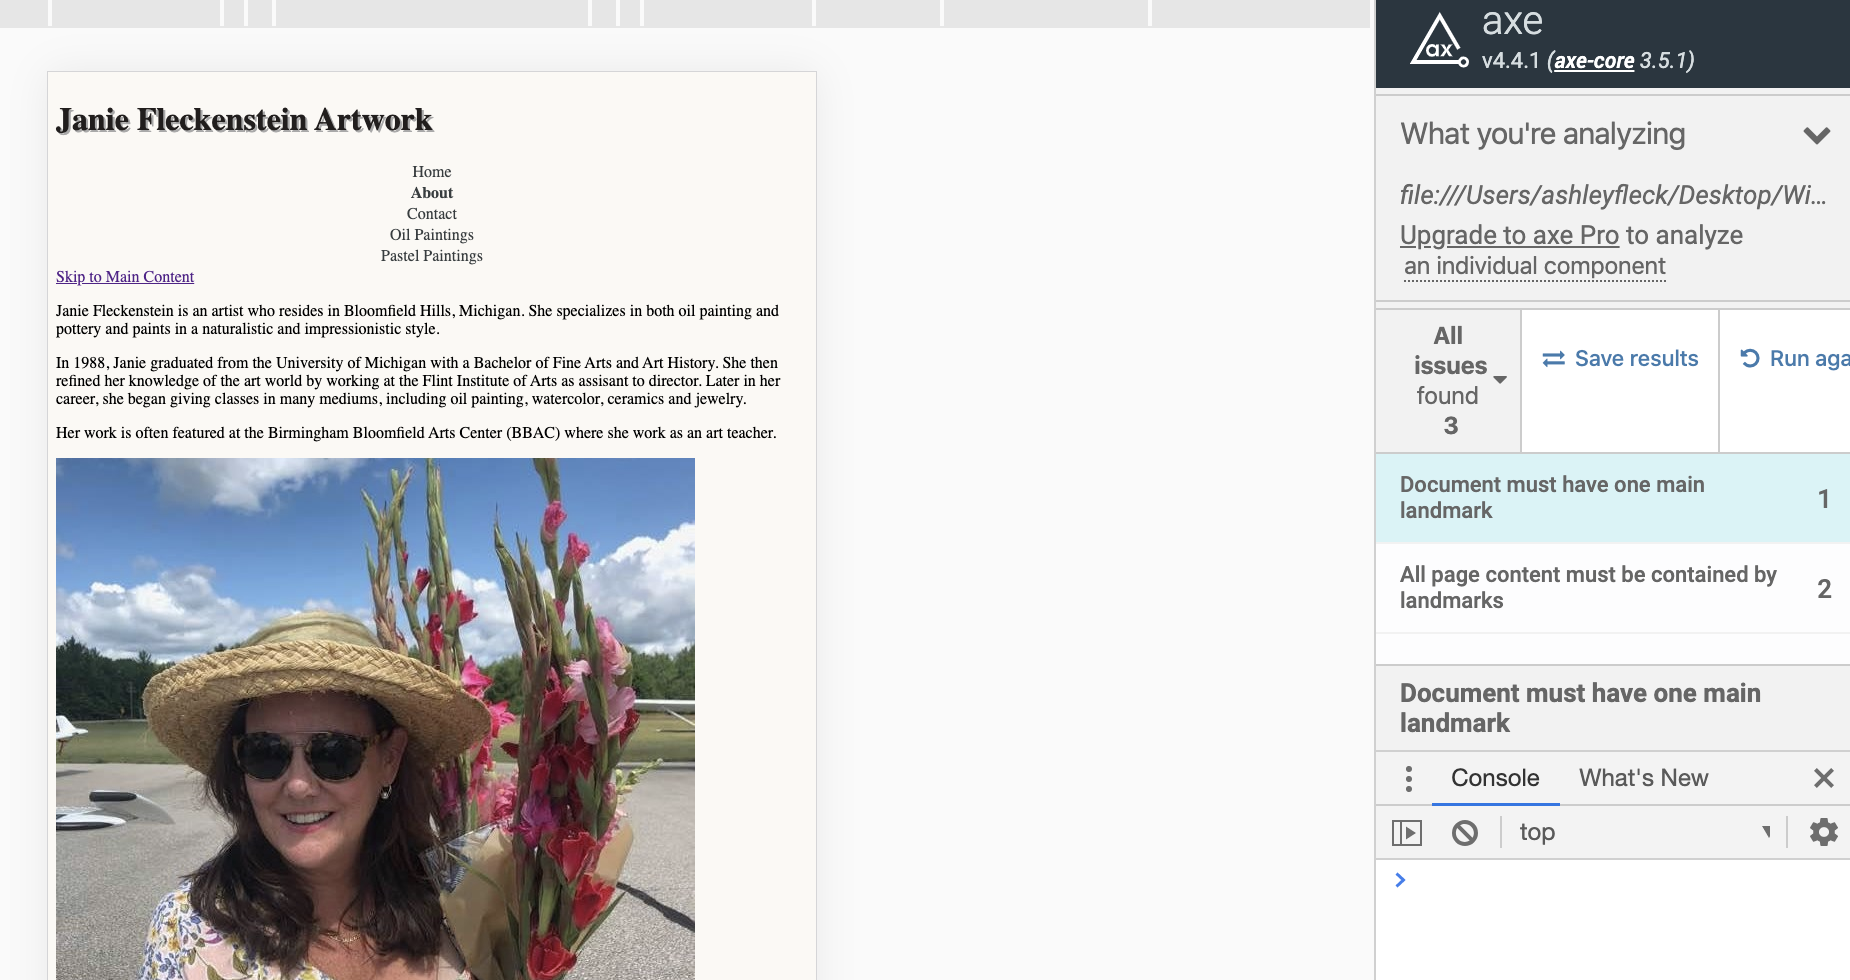 Janie Fleckenstein Artwork
Home
About
Contact
Oil Paintings
Pastel Paintings
Skip to Main Content
Janie Fleckenstein is an artist who resides in Bloomfield Hills, Michigan. She specializes in both oil painting and
pottery and paints in a naturalistic and impressionistic style.
In 1988, Janie graduated from the University of Michigan with a Bachelor of Fine Arts and Art History. She then
refined her knowledge of the art world by working at the Flint Institute of Arts as assisant to director. Later in her
career, she began giving classes in many mediums, including oil painting, watercolor, ceramics and jewelry.
Her work is often featured at the Birmingham Bloomfield Arts Center (BBAC) where she work as an art teacher.
ax
axe
v4.4.1 (axe-core 3.5.1)
What you're analyzing
file:///Users/ashleyfleck/Desktop/Wi...
Upgrade to axe Pro to analyze
an individual component
All
issues
found
3
Save results
Run aga
Document must have one main
landmark
1
All page content must be contained by
landmarks
2
Document must have one main
landmark
Console
What's New
top